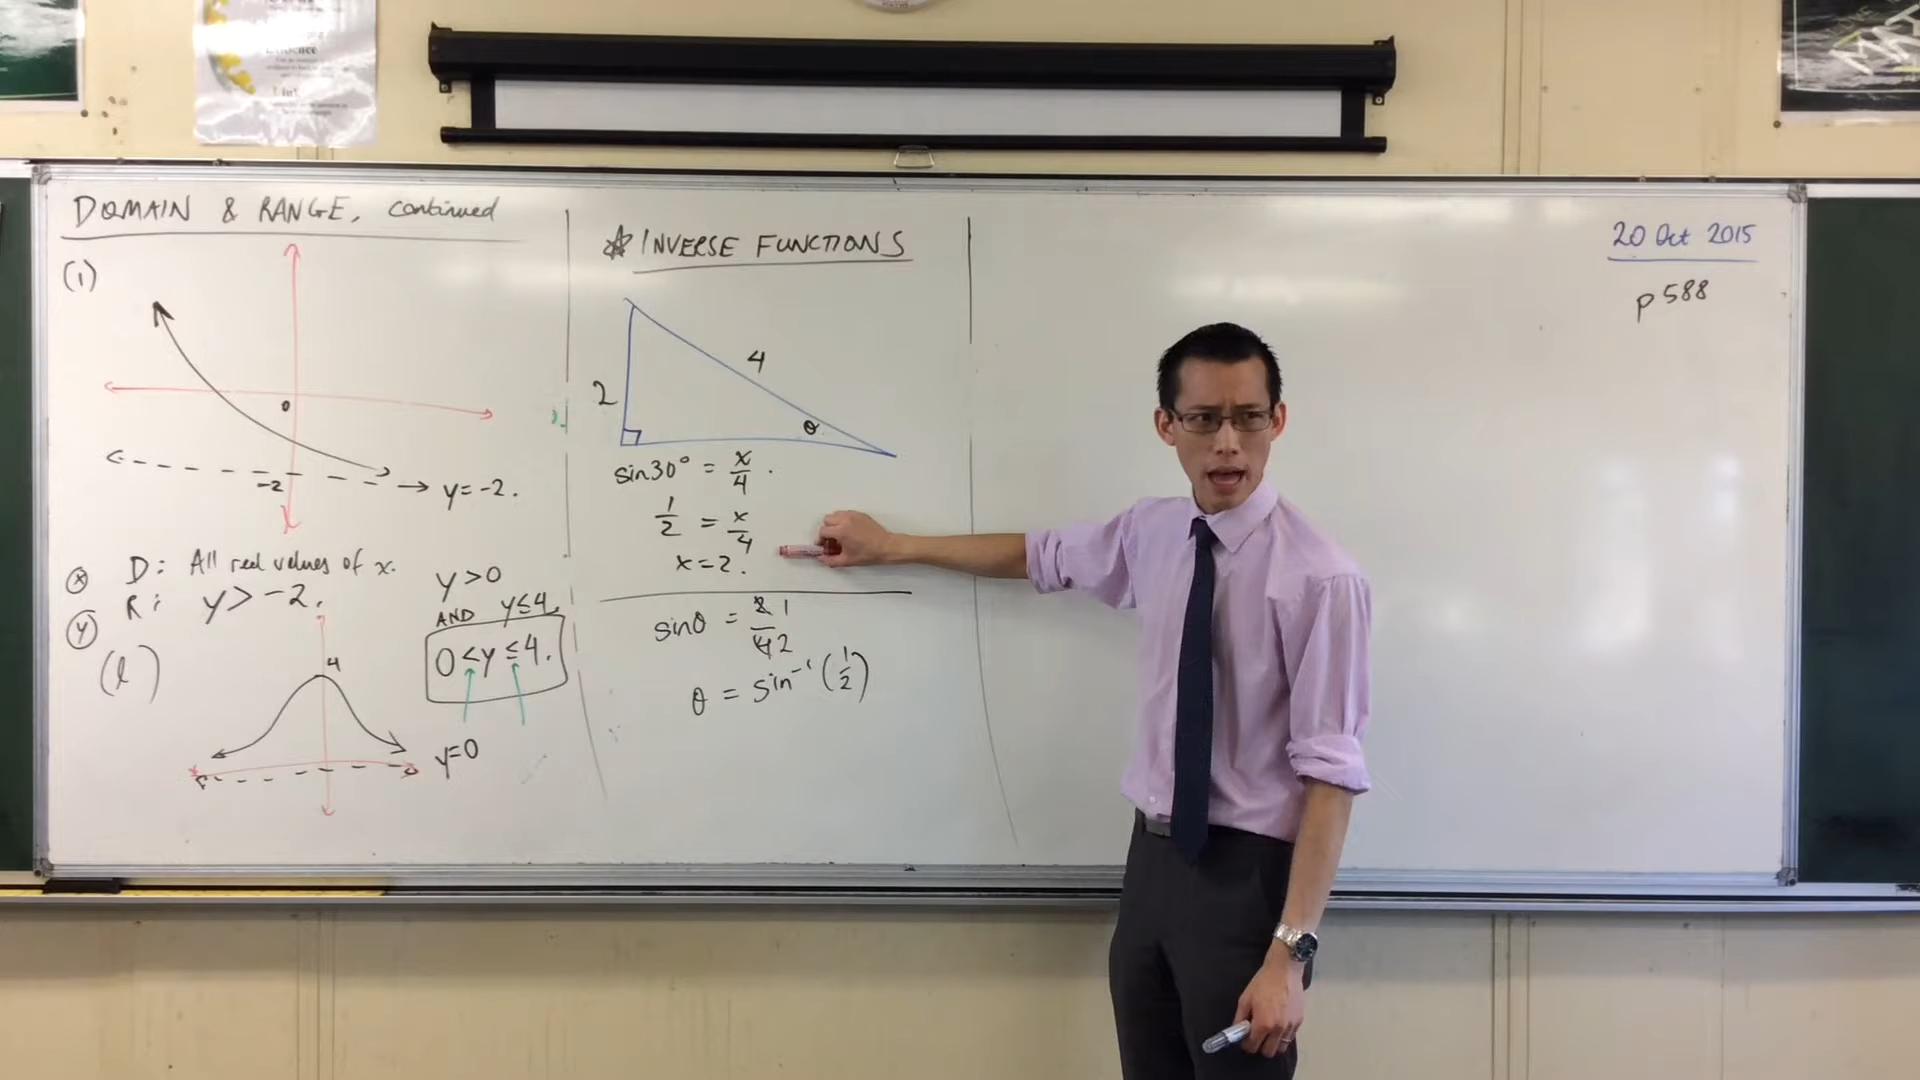 DOMAIN & RANGE, continued
(i)
0
-2
y=-2.
D: All real values of x.
R: y > -2.
x
y
y>0
AND y≤4.
0<y≤4.
(l)
4
y=0
☆ INVERSE FUNCTIONS
4
2
θ
sin30° = x/4.
1/2 = x/4
x=2.
sinθ = 2/4 1/2
θ = sin⁻¹(1/2)
20 Oct 2015
p588